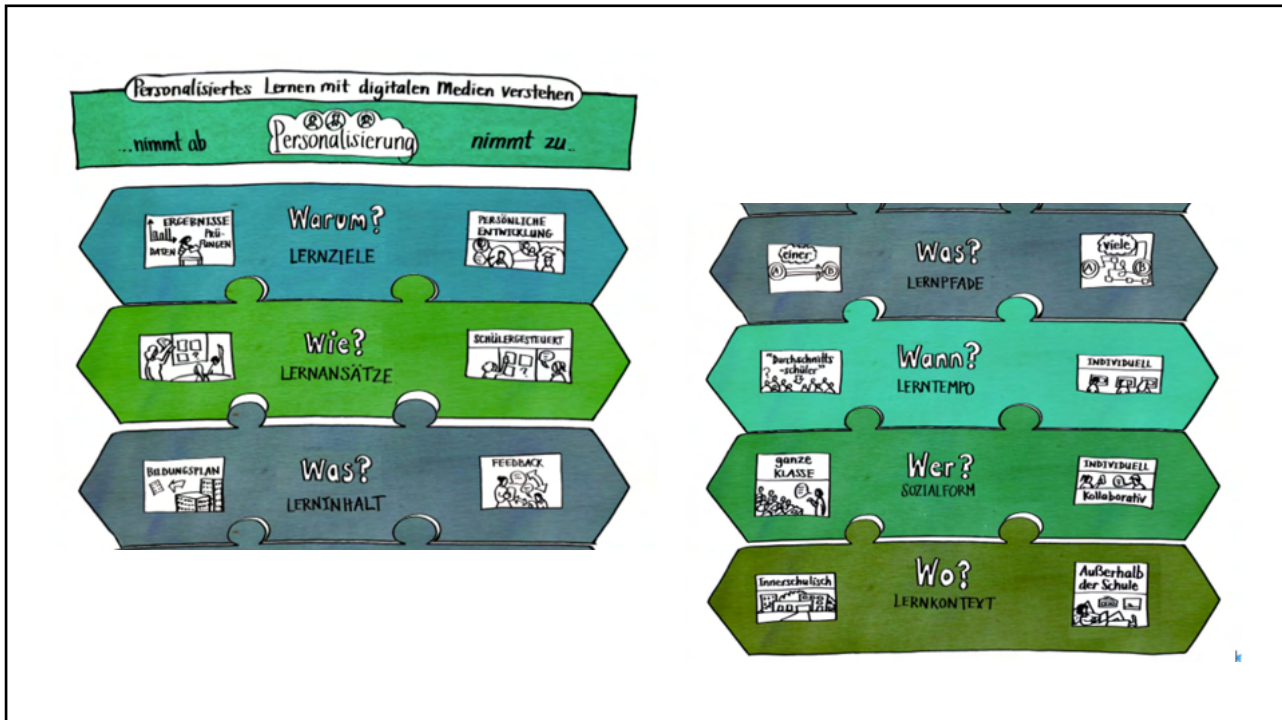 Personalisiertes Lernen mit digitalen Medien verstehen
...nimmt ab
Personalisierung
nimmt zu..
ERGEBNISSE
PRÜ-
FUNGEN
DATEN
Warum?
LERNZIELE
PERSÖNLICHE
ENTWICKLUNG
Wie?
LERNANSÄTZE
SCHÜLERGESTEUERT
BILDUNGSPLAN
Was?
LERNINHALT
FEEDBACK
einer
A
B
Was?
LERNPFADE
viele
A
B
"Durchschnitts
-schüler"
?
Wann?
LERNTEMPO
INDIVIDUELL
ganze
KLASSE
Wer?
SOZIALFORM
INDIVIDUELL
Kollaborativ
Innerschulisch
Wo?
LERNKONTEXT
Außerhalb
der Schule